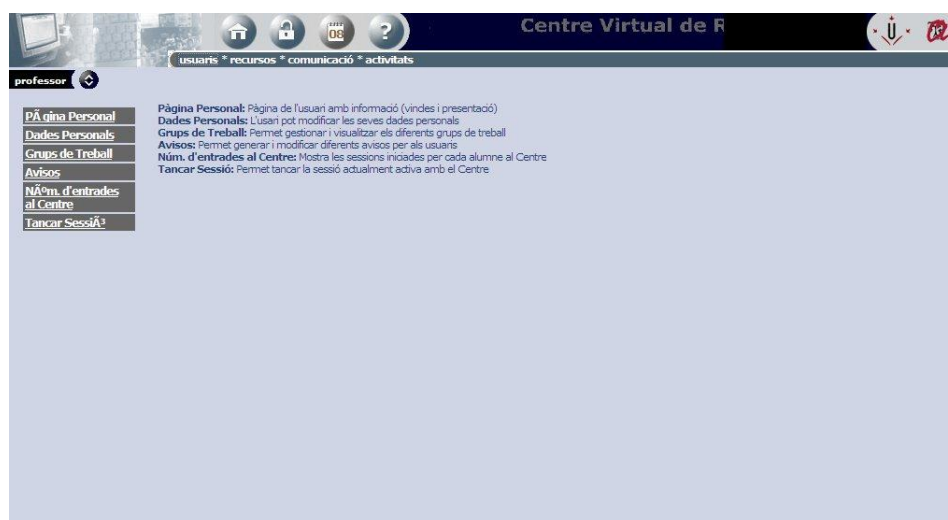 Centre Virtual de R
08
?
usuaris * recursos * comunicació * activitats
professor
PÃ gina Personal
Dades Personals
Grups de Treball
Avisos
NÃºm. d'entrades
al Centre
Tancar SessiÃ³
Pàgina Personal: Pàgina de l'usuari amb informació (vincles i presentació)
Dades Personals: L'usari pot modificar les seves dades personals
Grups de Treball: Permet gestionar i visualitzar els diferents grups de treball
Avisos: Permet generar i modificar diferents avisos per als usuaris
Núm. d'entrades al Centre: Mostra les sessions iniciades per cada alumne al Centre
Tancar Sessió: Permet tancar la sessió actualment activa amb el Centre